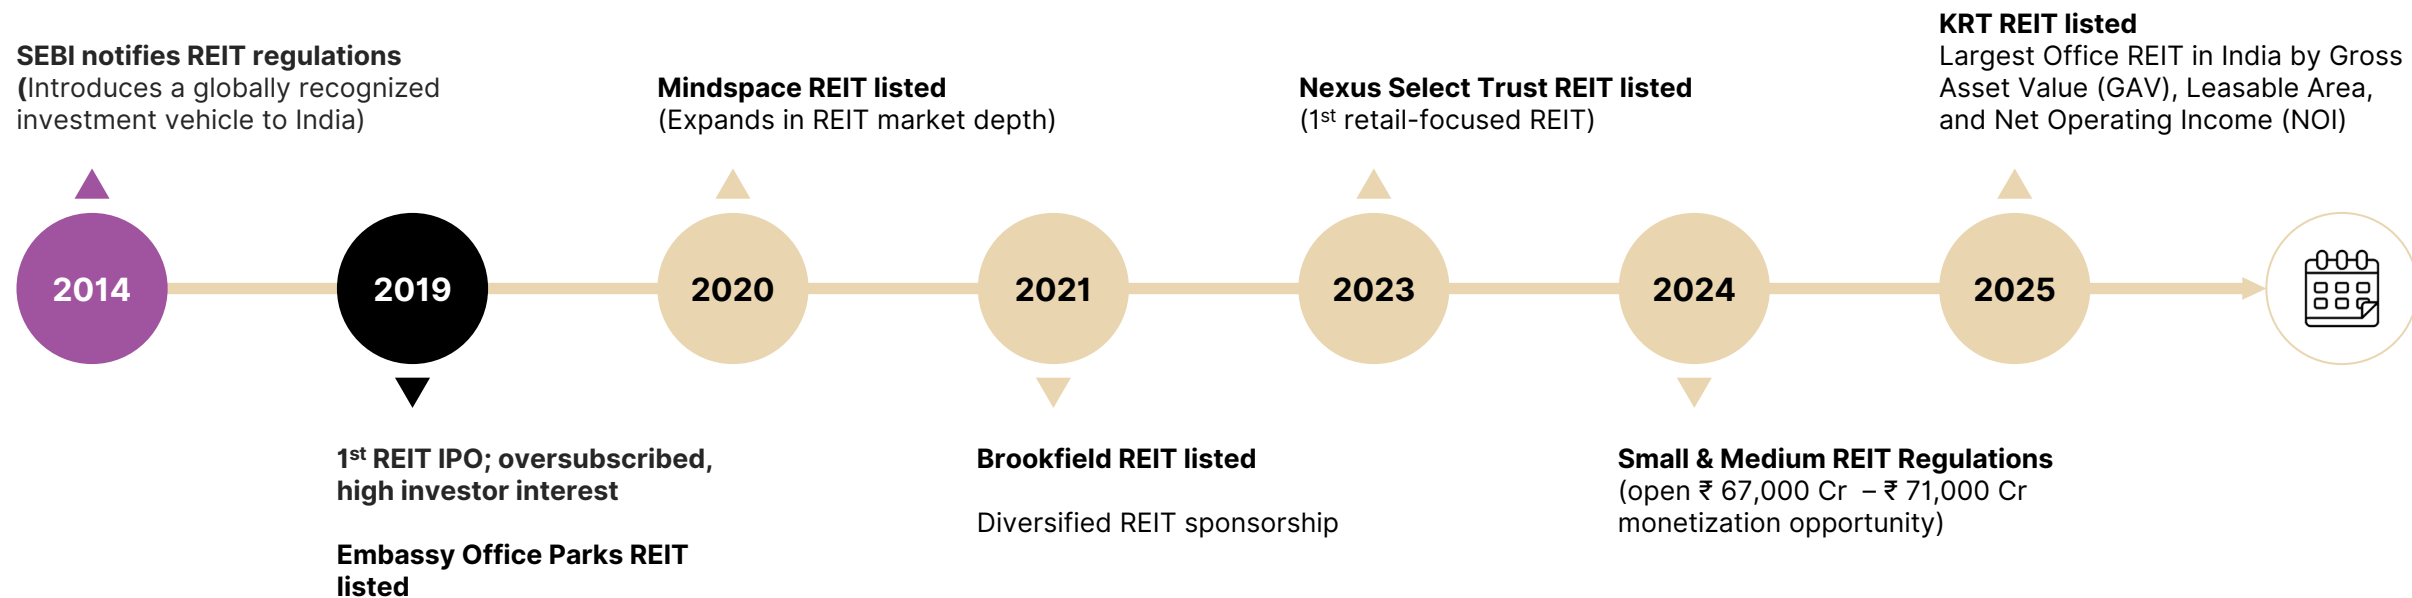 SEBI notifies REIT regulations
(Introduces a globally recognized
investment vehicle to India)
Mindspace REIT listed
(Expands in REIT market depth)
Nexus Select Trust REIT listed
(1st retail-focused REIT)
KRT REIT listed
Largest Office REIT in India by Gross
Asset Value (GAV), Leasable Area,
and Net Operating Income (NOI)
2014
2019
2020
2021
2023
2024
2025
1st REIT IPO; oversubscribed,
high investor interest
Embassy Office Parks REIT
listed
Brookfield REIT listed
Diversified REIT sponsorship
Small & Medium REIT Regulations
(open ₹ 67,000 Cr – ₹ 71,000 Cr
monetization opportunity)